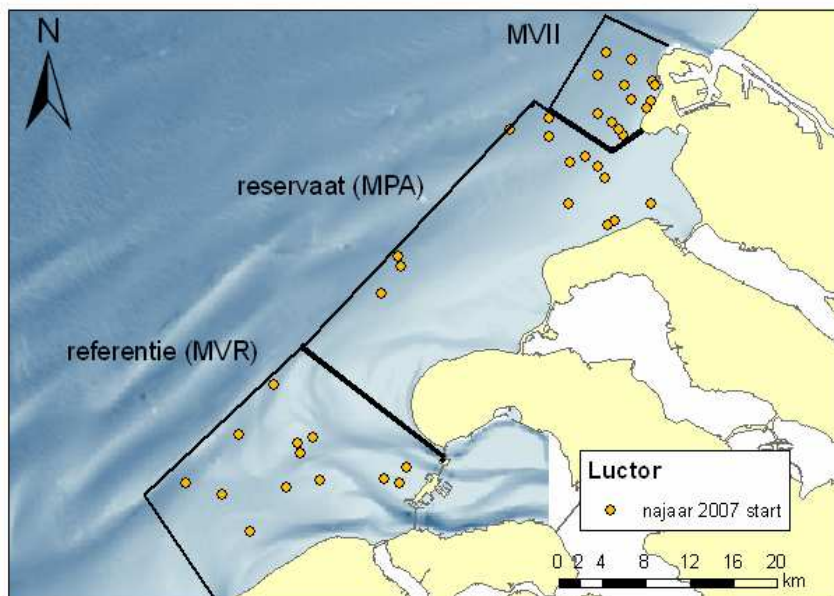 N
MVII
reservaat (MPA)
referentie (MVR)
Luctor
najaar 2007 start
0 2 4 8 12 16 20
km